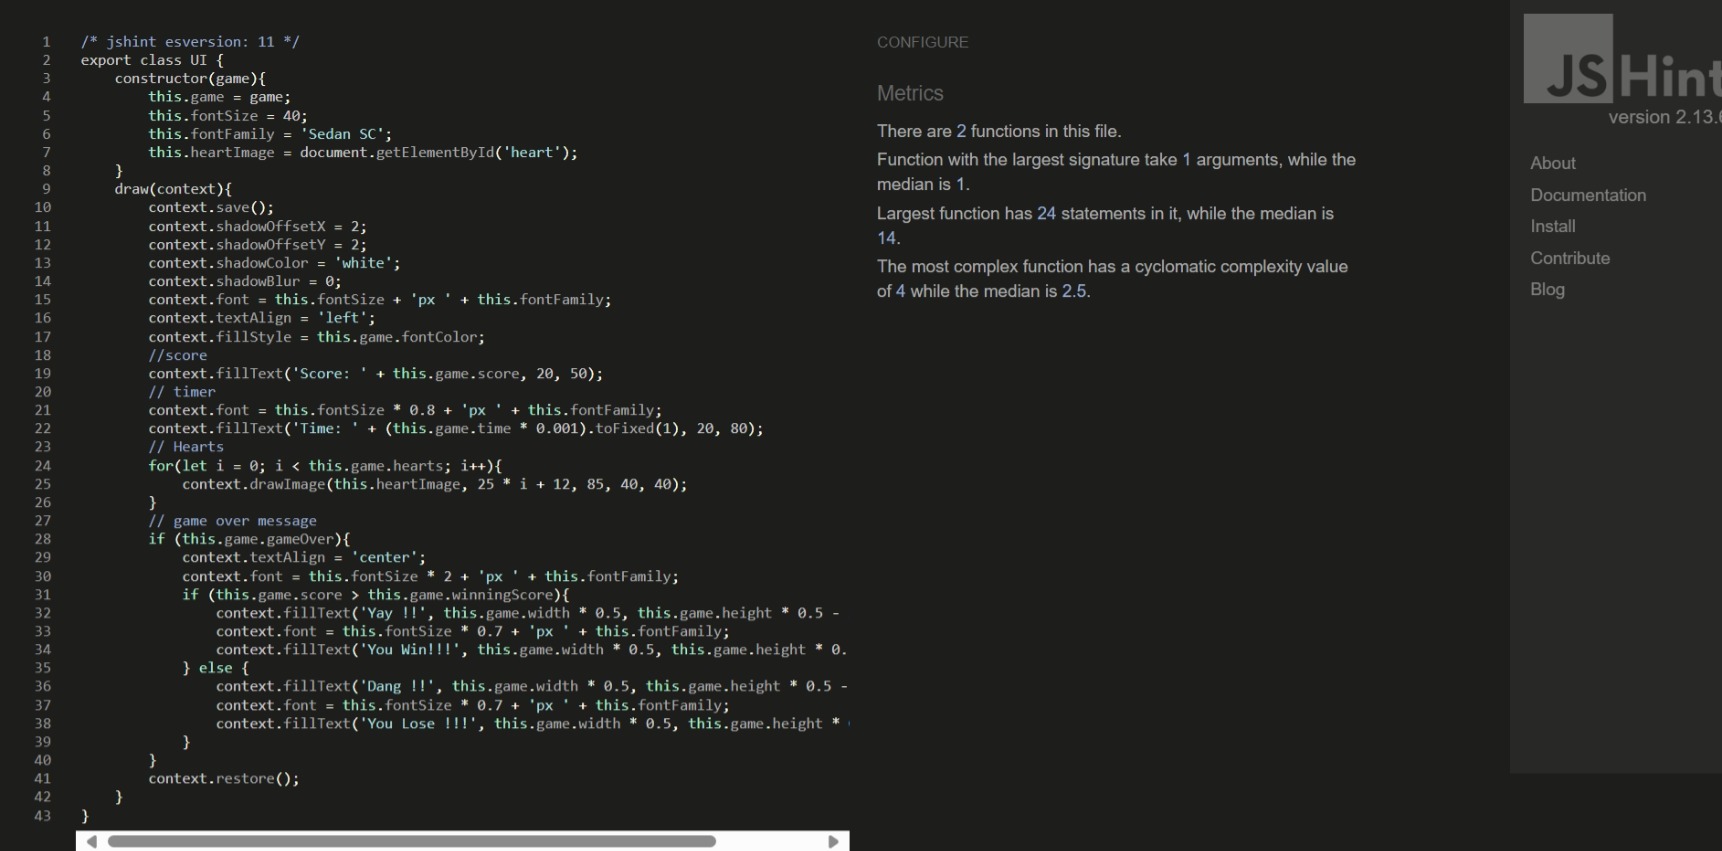 1 /* jshint esversion: 11 */
2 export class UI {
3     constructor(game){
4         this.game = game;
5         this.fontSize = 40;
6         this.fontFamily = 'Sedan SC';
7         this.heartImage = document.getElementById('heart');
8     }
9     draw(context){
10         context.save();
11         context.shadowOffsetX = 2;
12         context.shadowOffsetY = 2;
13         context.shadowColor = 'white';
14         context.shadowBlur = 0;
15         context.font = this.fontSize + 'px ' + this.fontFamily;
16         context.textAlign = 'left';
17         context.fillStyle = this.game.fontColor;
18         //score
19         context.fillText('Score: ' + this.game.score, 20, 50);
20         // timer
21         context.font = this.fontSize * 0.8 + 'px ' + this.fontFamily;
22         context.fillText('Time: ' + (this.game.time * 0.001).toFixed(1), 20, 80);
23         // Hearts
24         for(let i = 0; i < this.game.hearts; i++){
25             context.drawImage(this.heartImage, 25 * i + 12, 85, 40, 40);
26         }
27         // game over message
28         if (this.game.gameOver){
29             context.textAlign = 'center';
30             context.font = this.fontSize * 2 + 'px ' + this.fontFamily;
31             if (this.game.score > this.game.winningScore){
32                 context.fillText('Yay !!', this.game.width * 0.5, this.game.height * 0.5 -
33                 context.font = this.fontSize * 0.7 + 'px ' + this.fontFamily;
34                 context.fillText('You Win!!!', this.game.width * 0.5, this.game.height * 0.
35             } else {
36                 context.fillText('Dang !!', this.game.width * 0.5, this.game.height * 0.5 -
37                 context.font = this.fontSize * 0.7 + 'px ' + this.fontFamily;
38                 context.fillText('You Lose !!!', this.game.width * 0.5, this.game.height *
39             }
40         }
41         context.restore();
42     }
43 }
CONFIGURE
Metrics
There are 2 functions in this file.
Function with the largest signature take 1 arguments, while the
median is 1.
Largest function has 24 statements in it, while the median is
14.
The most complex function has a cyclomatic complexity value
of 4 while the median is 2.5.
JSHint
version 2.13.6
About
Documentation
Install
Contribute
Blog